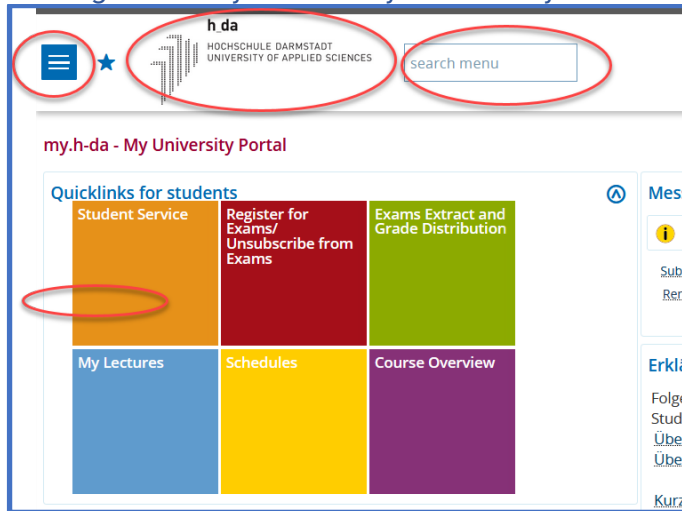 h_da
HOCHSCHULE DARMSTADT
UNIVERSITY OF APPLIED SCIENCES
search menu
my.h-da - My University Portal
Quicklinks for students
Student Service
Register for
Exams/
Unsubscribe from
Exams
Exams Extract and
Grade Distribution
My Lectures
Schedules
Course Overview
Mes
i
Sub
Rer
Erklä
Folge
Stud
Übe
Übe
Kurz